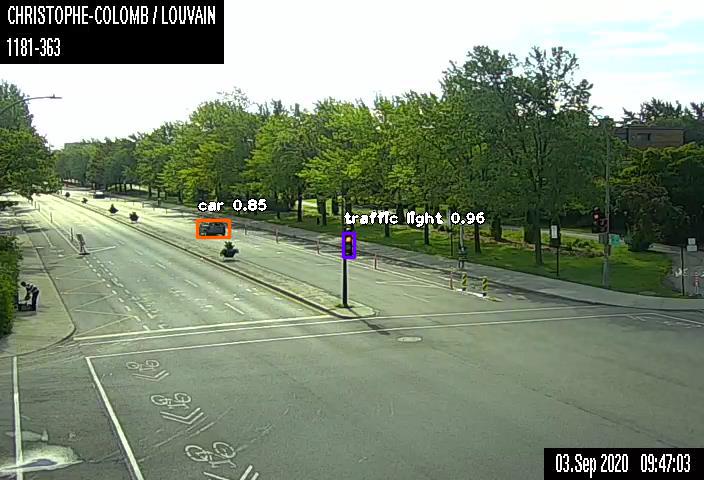 CHRISTOPHE-COLOMB / LOUVAIN
1181-363
car 0.85
traffic light 0.96
03.Sep 2020 09:47:03